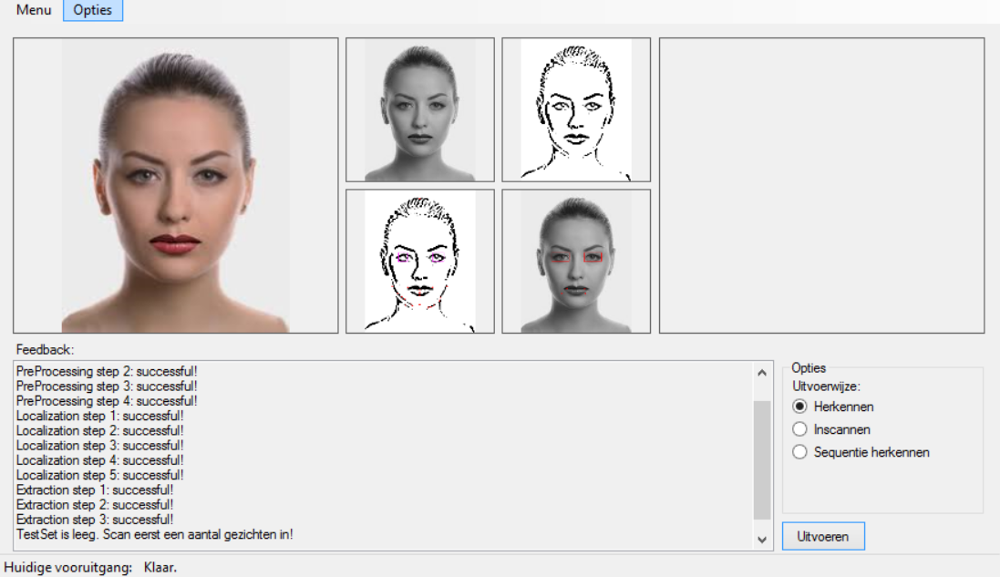 Menu Opties
Feedback:
PreProcessing step 2: successful!
PreProcessing step 3: successful!
PreProcessing step 4: successful!
Localization step 1: successful!
Localization step 2: successful!
Localization step 3: successful!
Localization step 4: successful!
Localization step 5: successful!
Extraction step 1: successful!
Extraction step 2: successful!
Extraction step 3: successful!
TestSet is leeg. Scan eerst een aantal gezichten in!
Opties
Uitvoerwijze:
Herkennen
Inscannen
Sequentie herkennen
Uitvoeren
Huidige vooruitgang: Klaar.